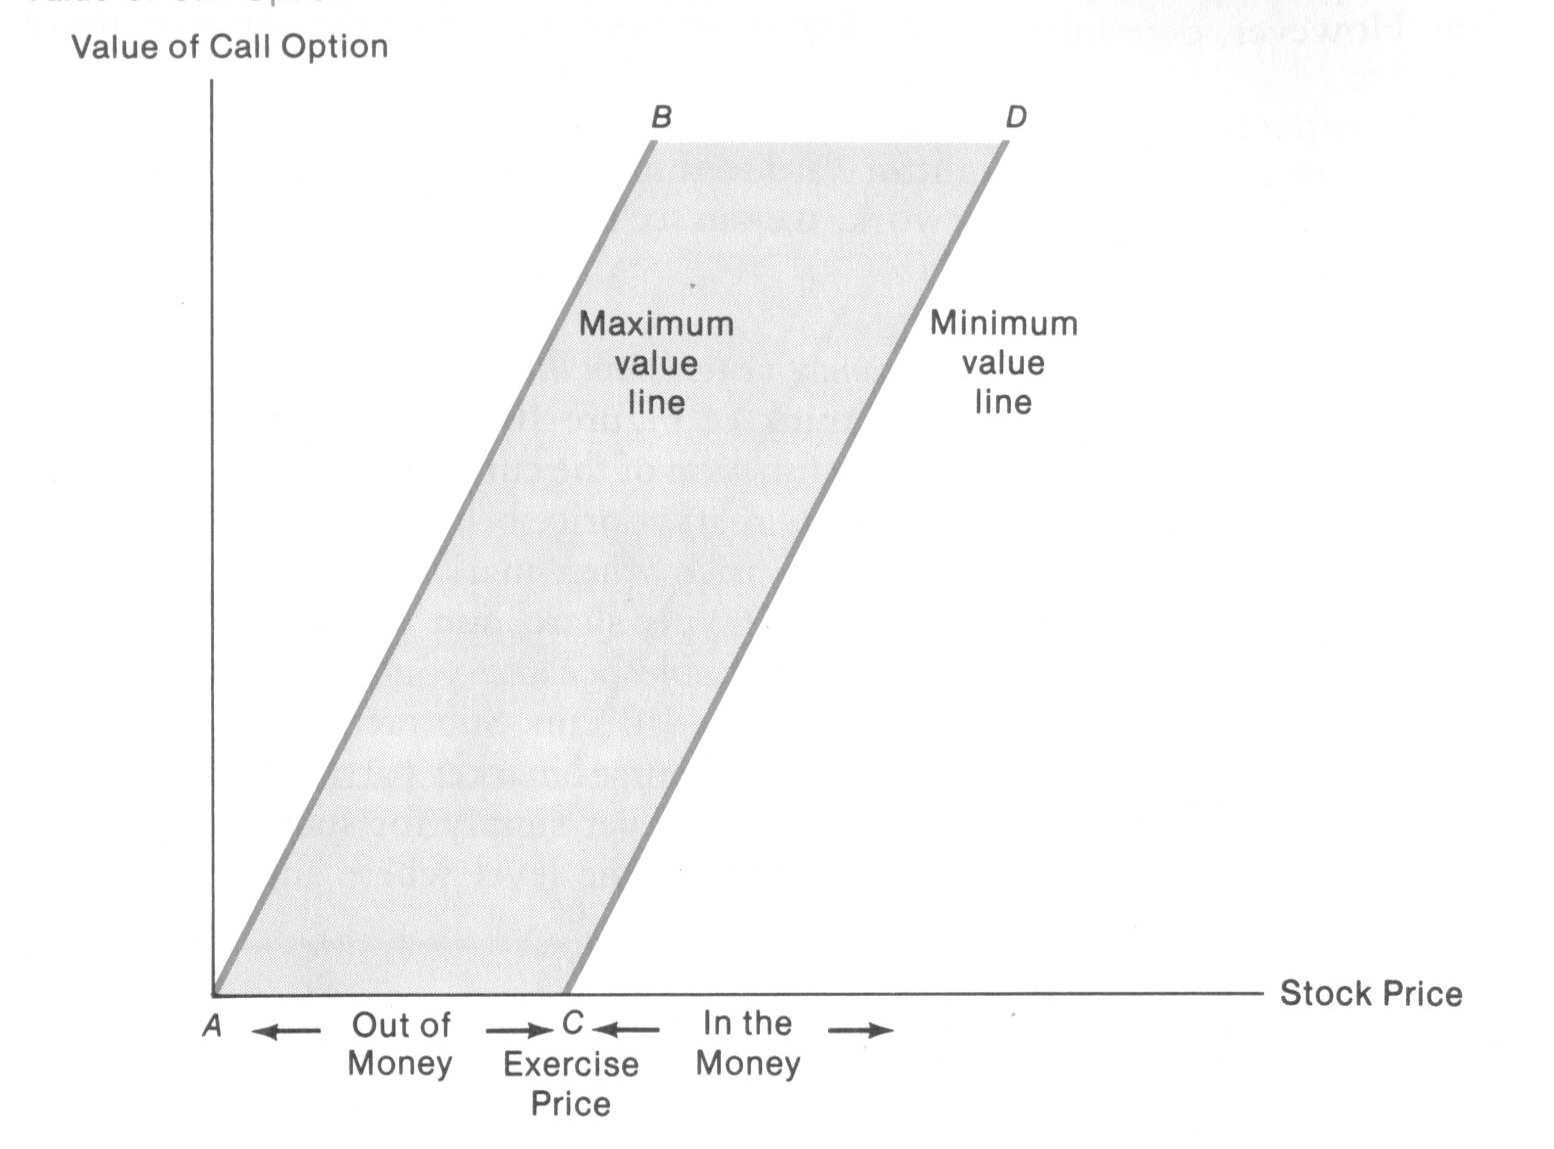 Value of Call Option
B
D
Maximum
value
line
Minimum
value
line
Stock Price
A
Out of
Money
C
Exercise
Price
In the
Money